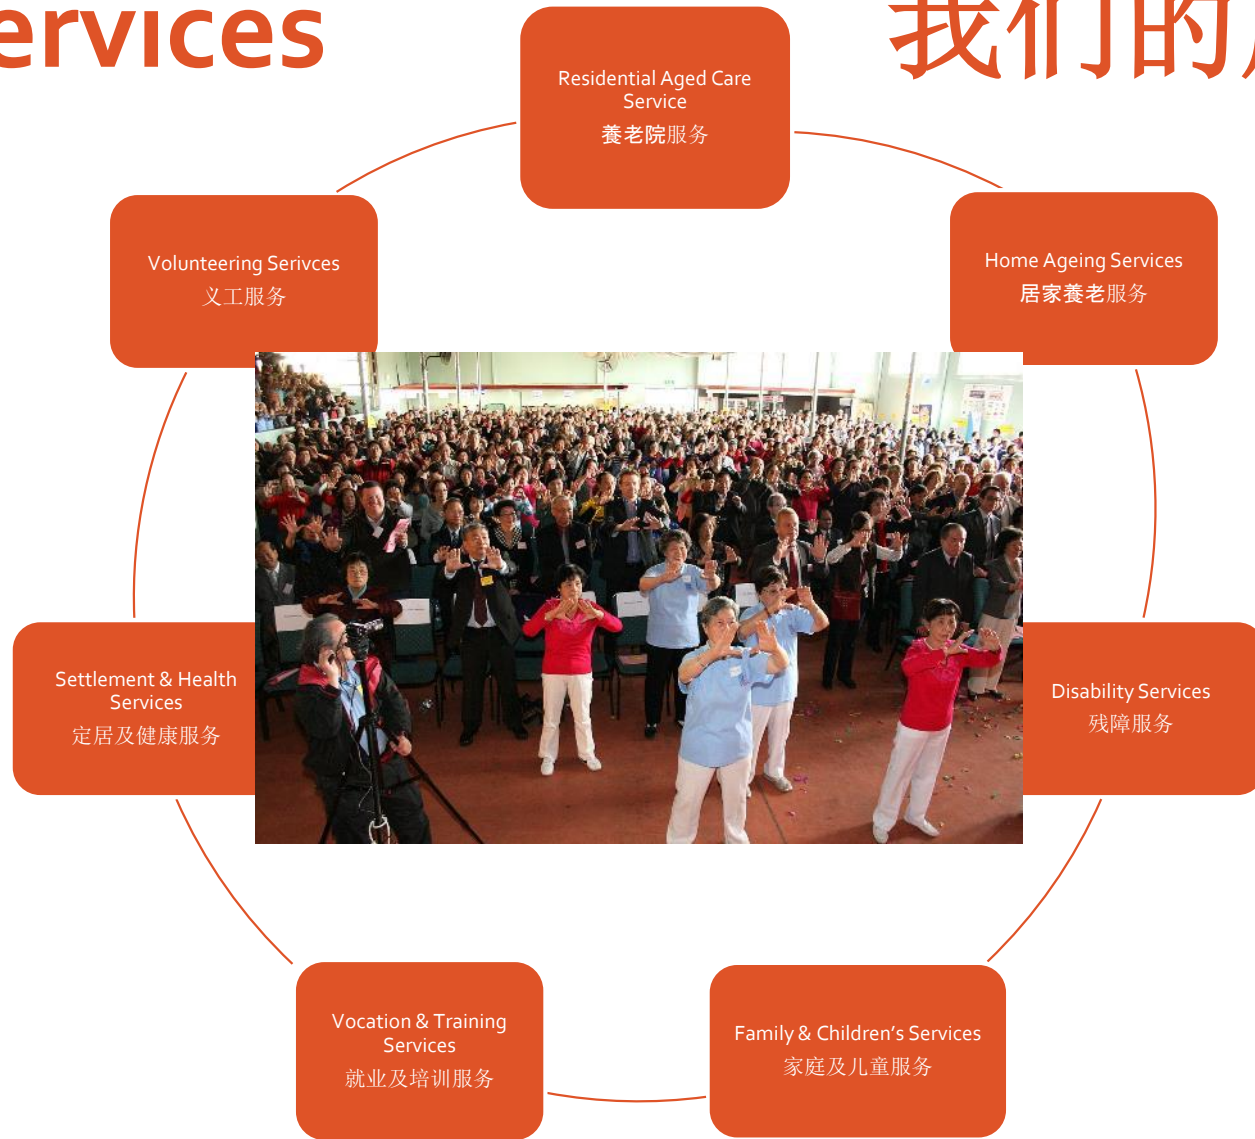 ervices
我们的
Residential Aged Care
Service
養老院服务
Home Ageing Services
居家養老服务
Disability Services
残障服务
Family & Children's Services
家庭及儿童服务
Vocation & Training
Services
就业及培训服务
Settlement & Health
Services
定居及健康服务
Volunteering Serivces
义工服务